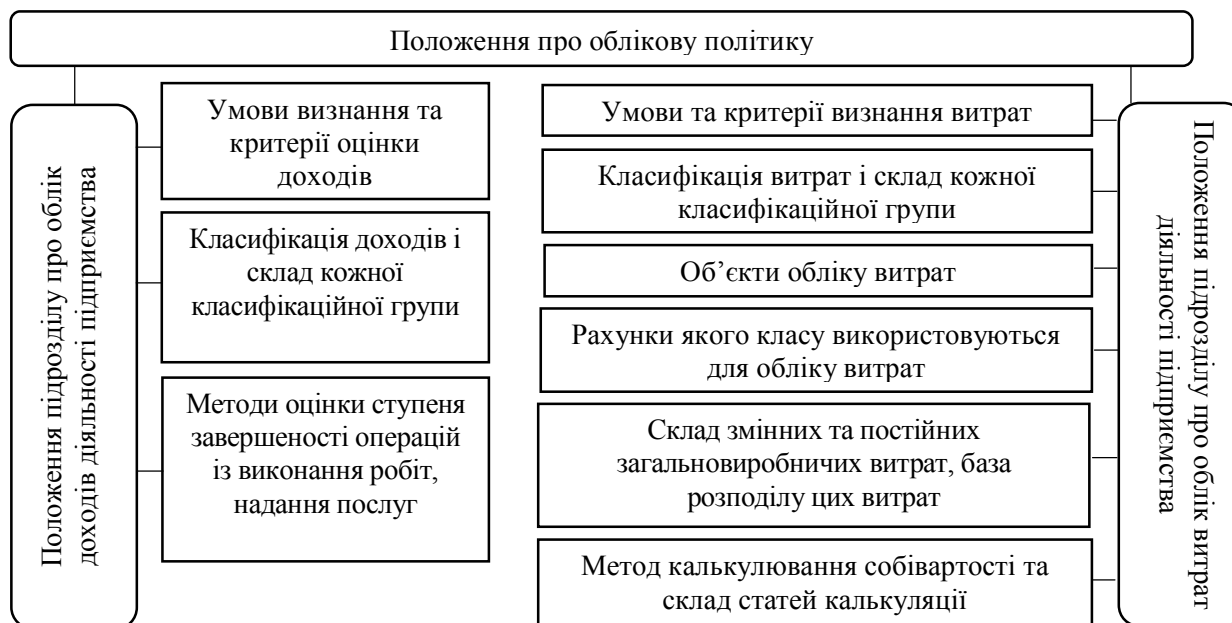 Положення про облікову політику
Положення підрозділу про облік
доходів діяльності підприємства
Умови визнання та
критерії оцінки
доходів
Класифікація доходів і
склад кожної
класифікаційної групи
Методи оцінки ступеня
завершеності операцій
із виконання робіт,
надання послуг
Умови та критерії визнання витрат
Класифікація витрат і склад кожної
класифікаційної групи
Об’єкти обліку витрат
Рахунки якого класу використовуються
для обліку витрат
Склад змінних та постійних
загальновиробничих витрат, база
розподілу цих витрат
Метод калькулювання собівартості та
склад статей калькуляції
Положення підрозділу про облік витрат
діяльності підприємства